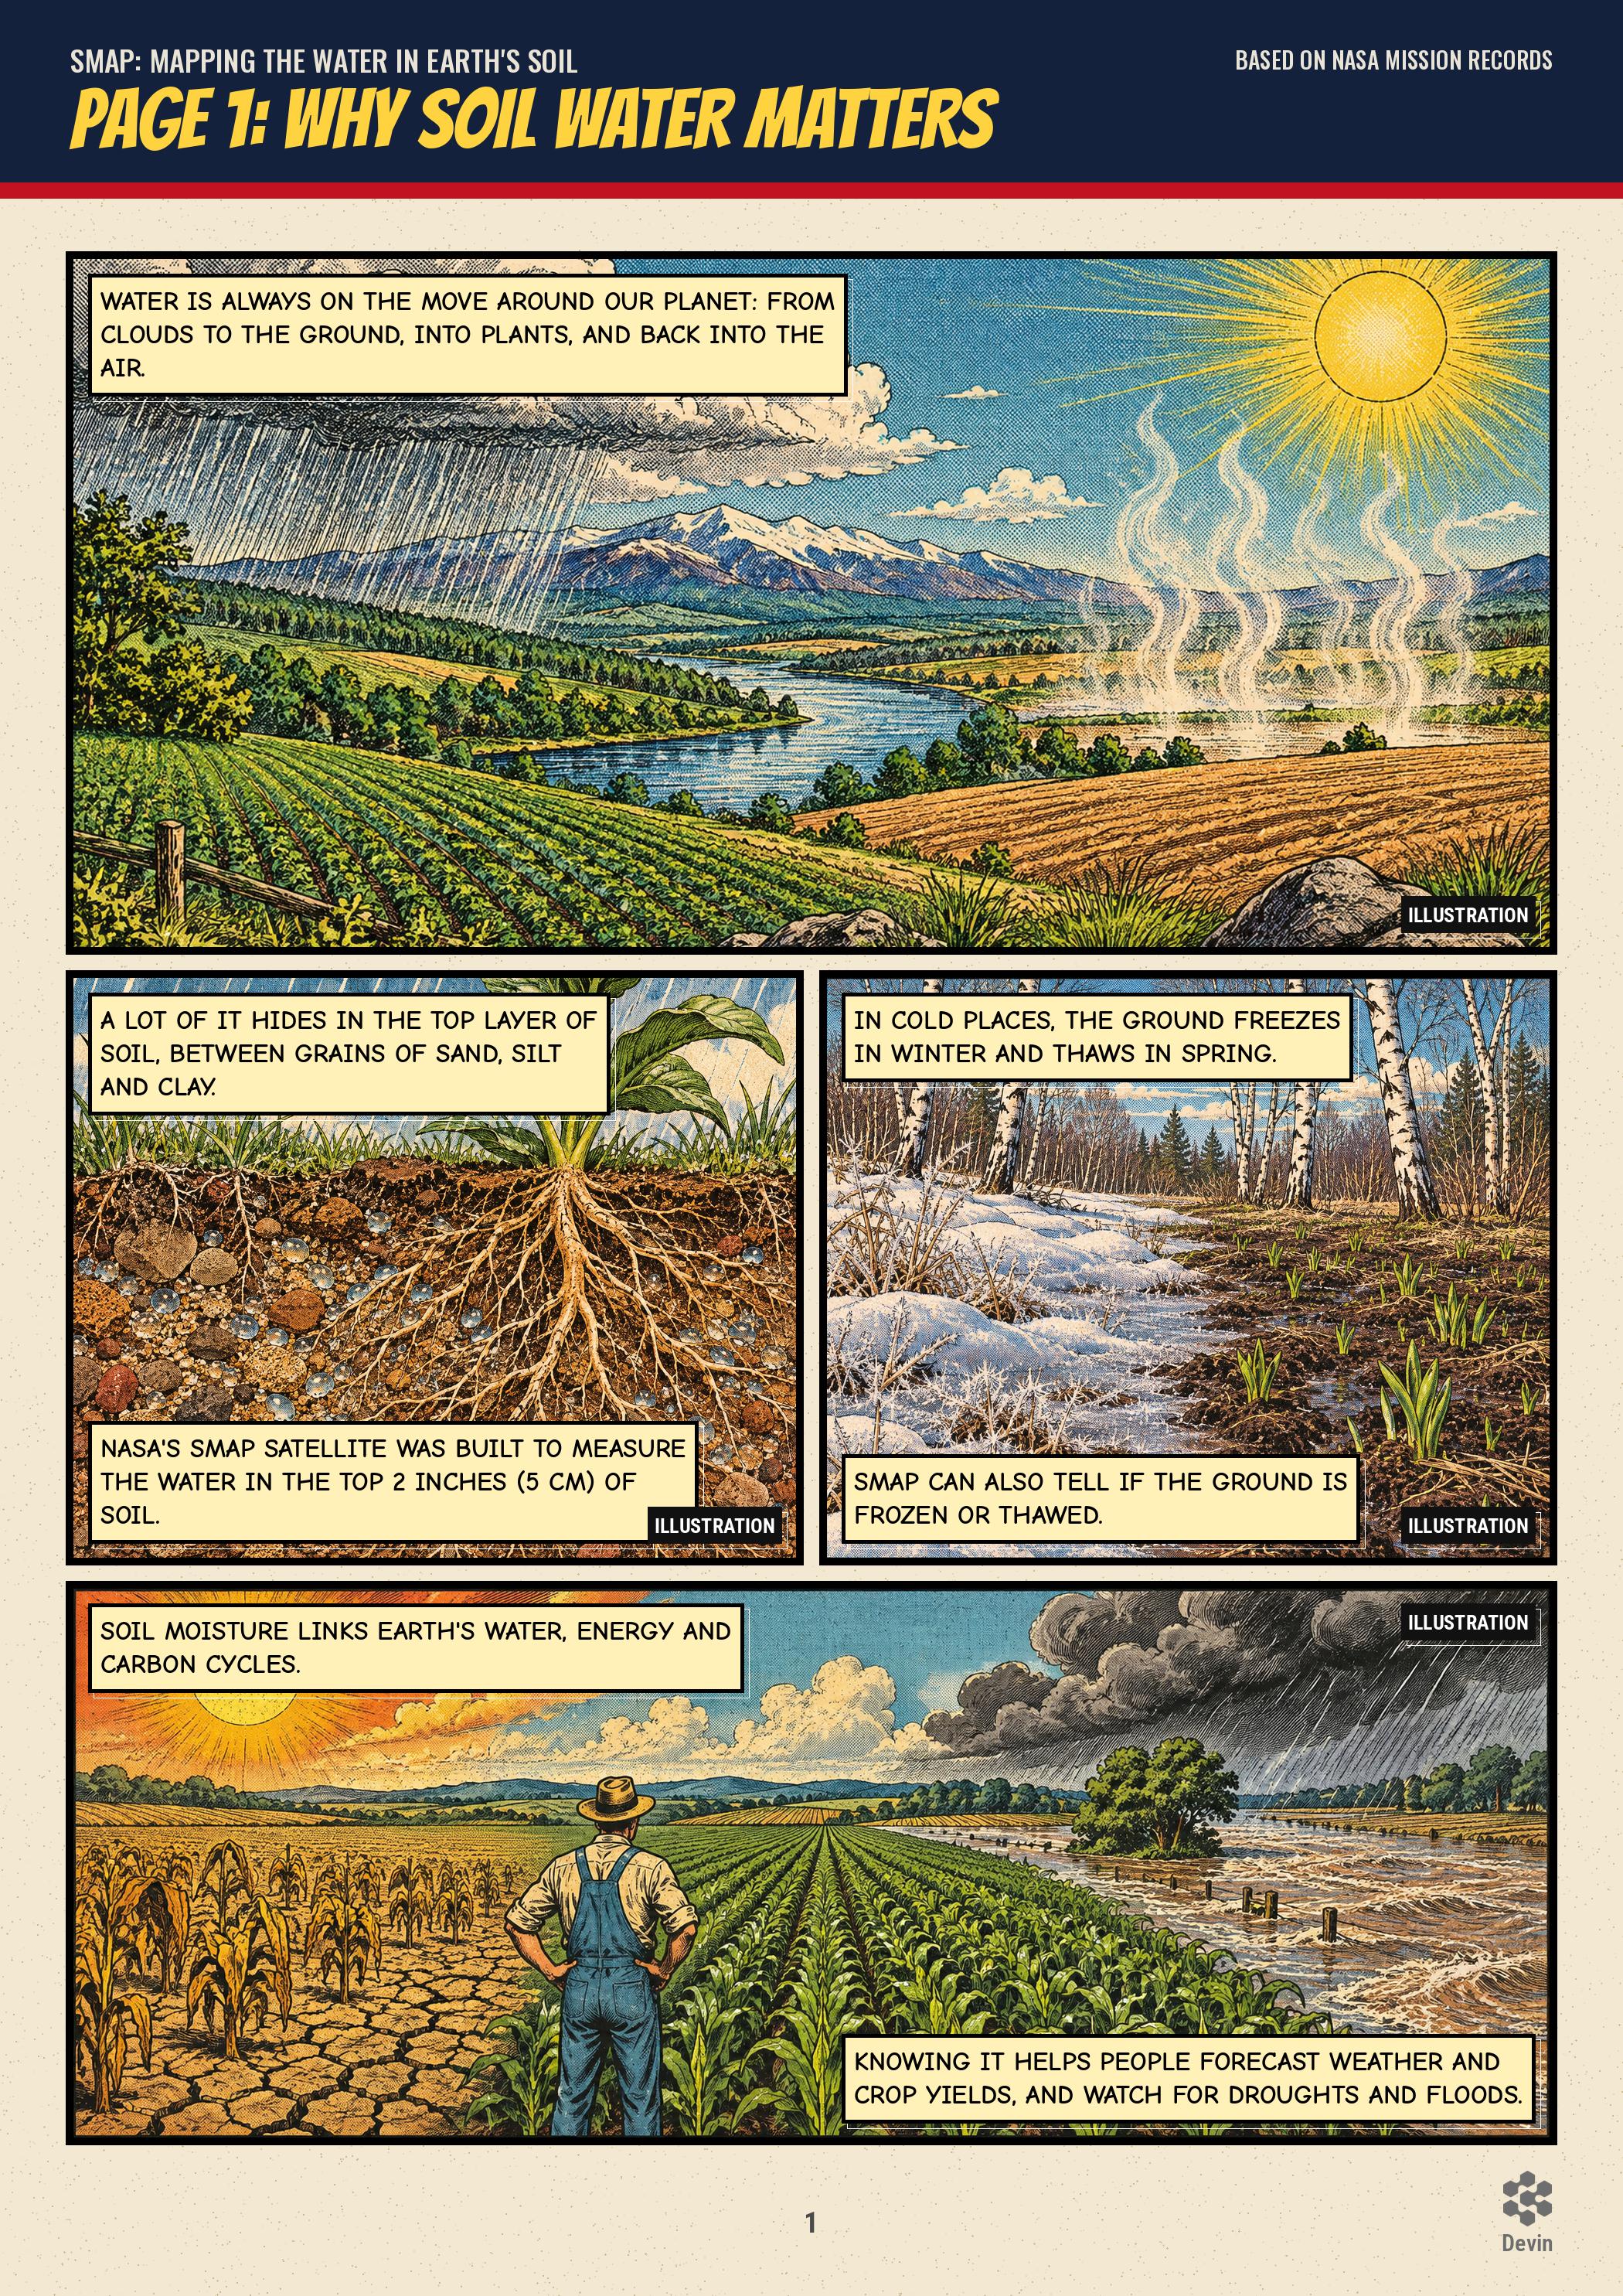 SMAP: MAPPING THE WATER IN EARTH'S SOIL
BASED ON NASA MISSION RECORDS
PAGE 1: WHY SOIL WATER MATTERS
WATER IS ALWAYS ON THE MOVE AROUND OUR PLANET: FROM
CLOUDS TO THE GROUND, INTO PLANTS, AND BACK INTO THE
AIR.
ILLUSTRATION
A LOT OF IT HIDES IN THE TOP LAYER OF
SOIL, BETWEEN GRAINS OF SAND, SILT
AND CLAY.
NASA'S SMAP SATELLITE WAS BUILT TO MEASURE
THE WATER IN THE TOP 2 INCHES (5 CM) OF
SOIL.
ILLUSTRATION
IN COLD PLACES, THE GROUND FREEZES
IN WINTER AND THAWS IN SPRING.
SMAP CAN ALSO TELL IF THE GROUND IS
FROZEN OR THAWED.
ILLUSTRATION
SOIL MOISTURE LINKS EARTH'S WATER, ENERGY AND
CARBON CYCLES.
ILLUSTRATION
KNOWING IT HELPS PEOPLE FORECAST WEATHER AND
CROP YIELDS, AND WATCH FOR DROUGHTS AND FLOODS.
1
Devin